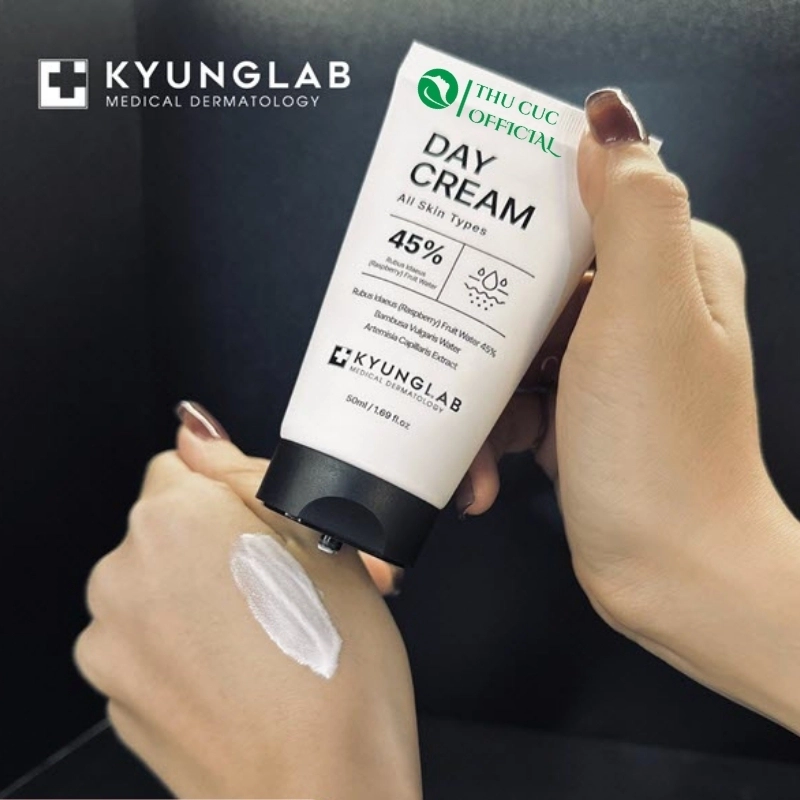 KYUNGLAB
MEDICAL DERMATOLOGY
THU CUC
OFFICIAL
DAY
CREAM
All Skin Types
45%
Rubus Idaeus
(Raspberry) Fruit Water
Rubus Idaeus (Raspberry) Fruit Water 45%
Bambusa Vulgaris Water
Artemisia Capillaris Extract
KYUNGLAB
MEDICAL DERMATOLOGY
50ml / 1.69 fl.oz